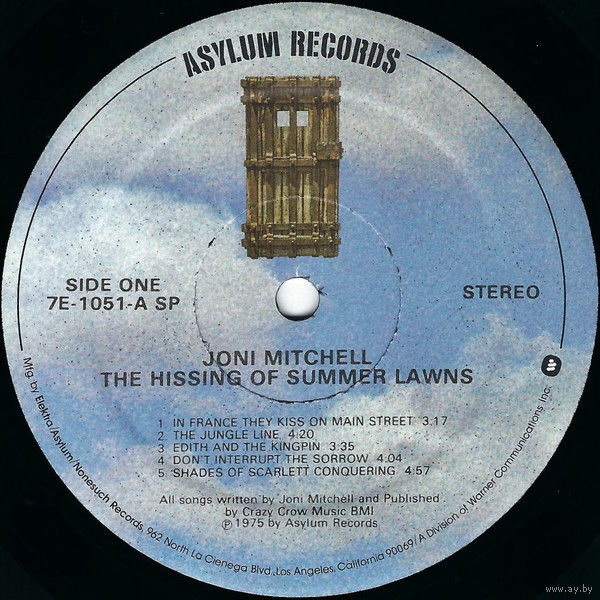 ASYLUM RECORDS
SIDE ONE
7E-1051-A SP
STEREO
JONI MITCHELL
THE HISSING OF SUMMER LAWNS
1 IN FRANCE THEY KISS ON MAIN STREET 3:17
2 THE JUNGLE LINE 4:20
3 EDITH AND THE KINGPIN 3:35
4 DON'T INTERRUPT THE SORROW 4:04
5 SHADES OF SCARLETT CONQUERING 4:57
All songs written by Joni Mitchell and Published
by Crazy Crow Music BMI
℗ 1975 by Asylum Records
Mfg. by Elektra/Asylum/Nonesuch Records, 962 North La Cienega Blvd., Los Angeles, California 90069/A Division of Warner Communications Inc.
www.ay.by